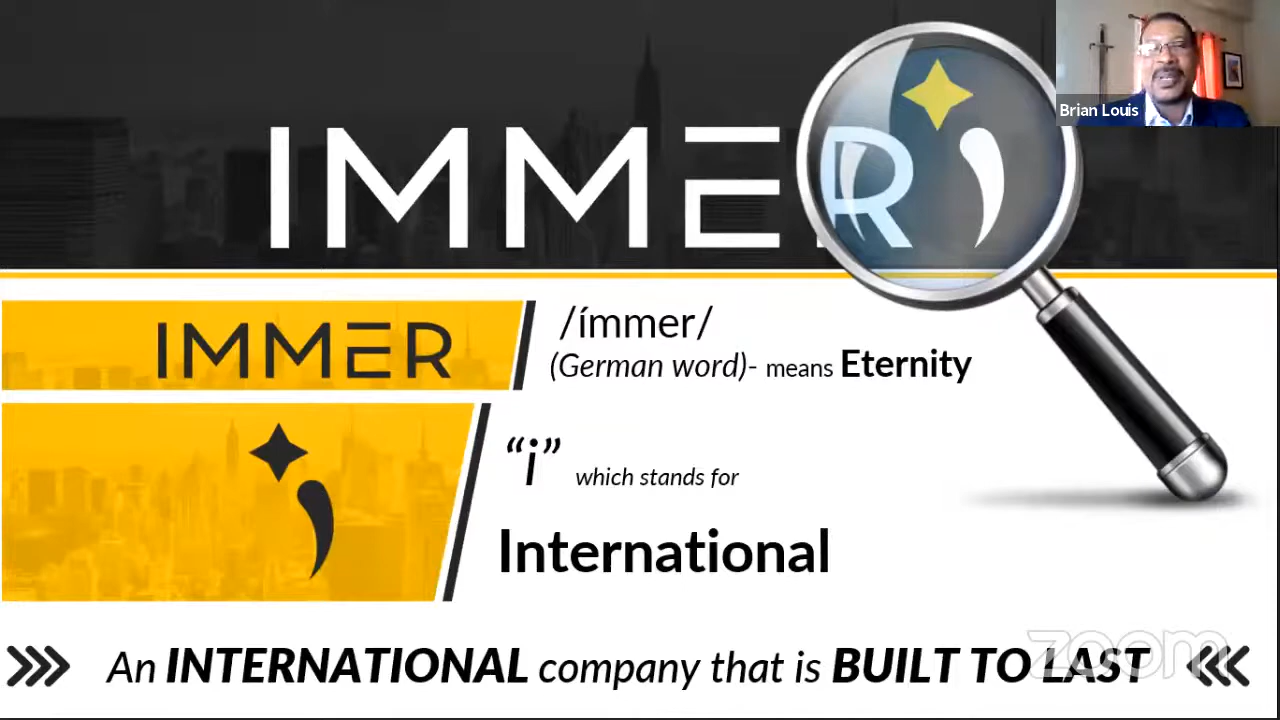 IMMER
Brian Louis
IMMER
/ímmer/
(German word)- means Eternity
“i” which stands for
International
An INTERNATIONAL company that is BUILT TO LAST
zoom